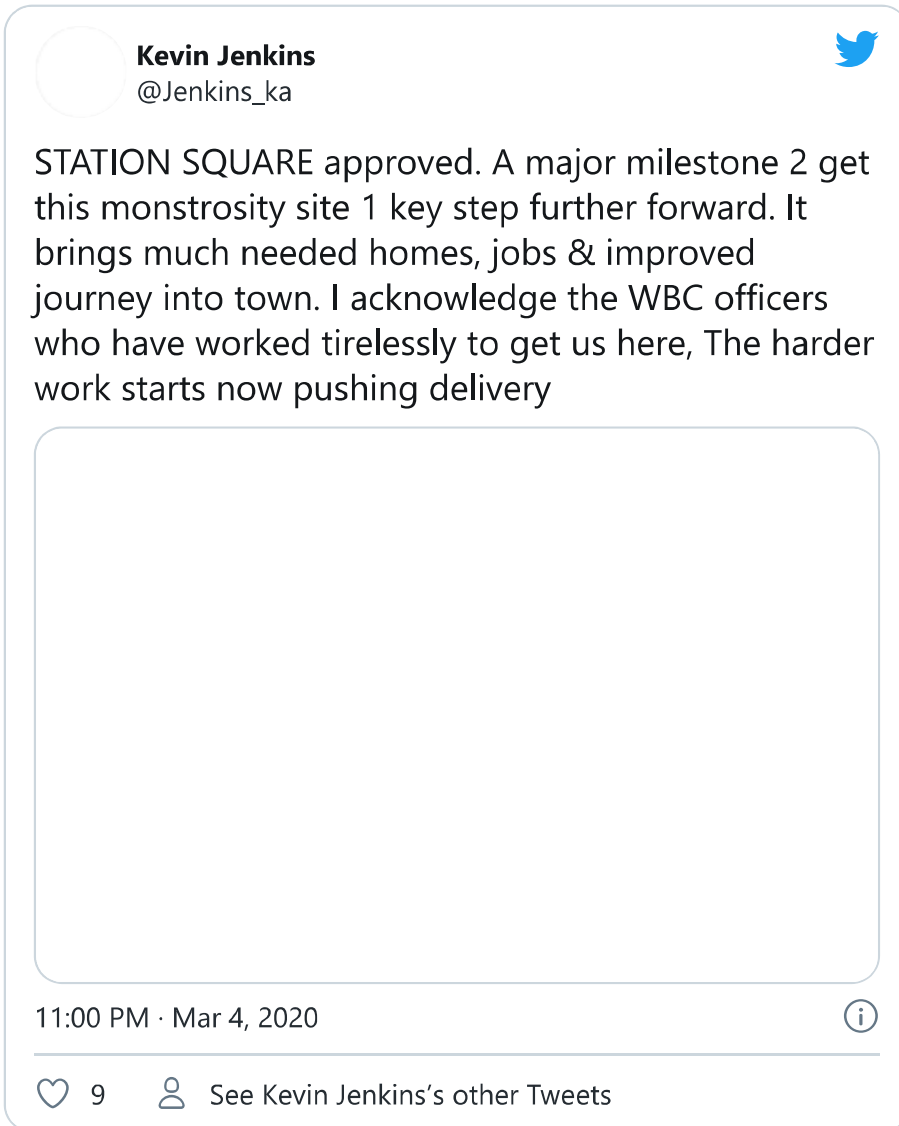 Kevin Jenkins
@Jenkins_ka
STATION SQUARE approved. A major milestone 2 get
this monstrosity site 1 key step further forward. It
brings much needed homes, jobs & improved
journey into town. I acknowledge the WBC officers
who have worked tirelessly to get us here, The harder
work starts now pushing delivery
11:00 PM · Mar 4, 2020
9 See Kevin Jenkins's other Tweets